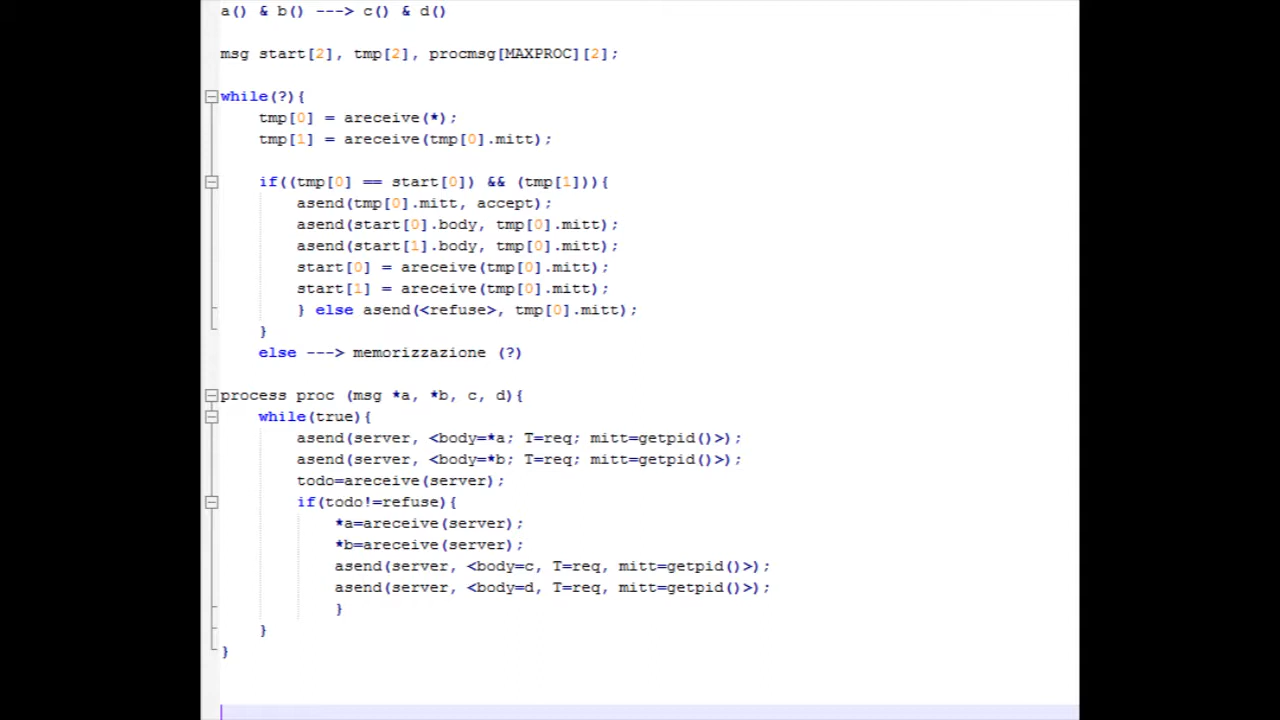 a() & b() ---> c() & d()
msg start[2], tmp[2], procmsg[MAXPROC][2];
while(?){
tmp[0] = areceive(*);
tmp[1] = areceive(tmp[0].mitt);
if((tmp[0] == start[0]) && (tmp[1])){
asend(tmp[0].mitt, accept);
asend(start[0].body, tmp[0].mitt);
asend(start[1].body, tmp[0].mitt);
start[0] = areceive(tmp[0].mitt);
start[1] = areceive(tmp[0].mitt);
} else asend(<refuse>, tmp[0].mitt);
}
else ---> memorizzazione (?)
process proc (msg *a, *b, c, d){
while(true){
asend(server, <body=*a; T=req; mitt=getpid()>);
asend(server, <body=*b; T=req; mitt=getpid()>);
todo=areceive(server);
if(todo!=refuse){
*a=areceive(server);
*b=areceive(server);
asend(server, <body=c, T=req, mitt=getpid()>);
asend(server, <body=d, T=req, mitt=getpid()>);
}
}
}